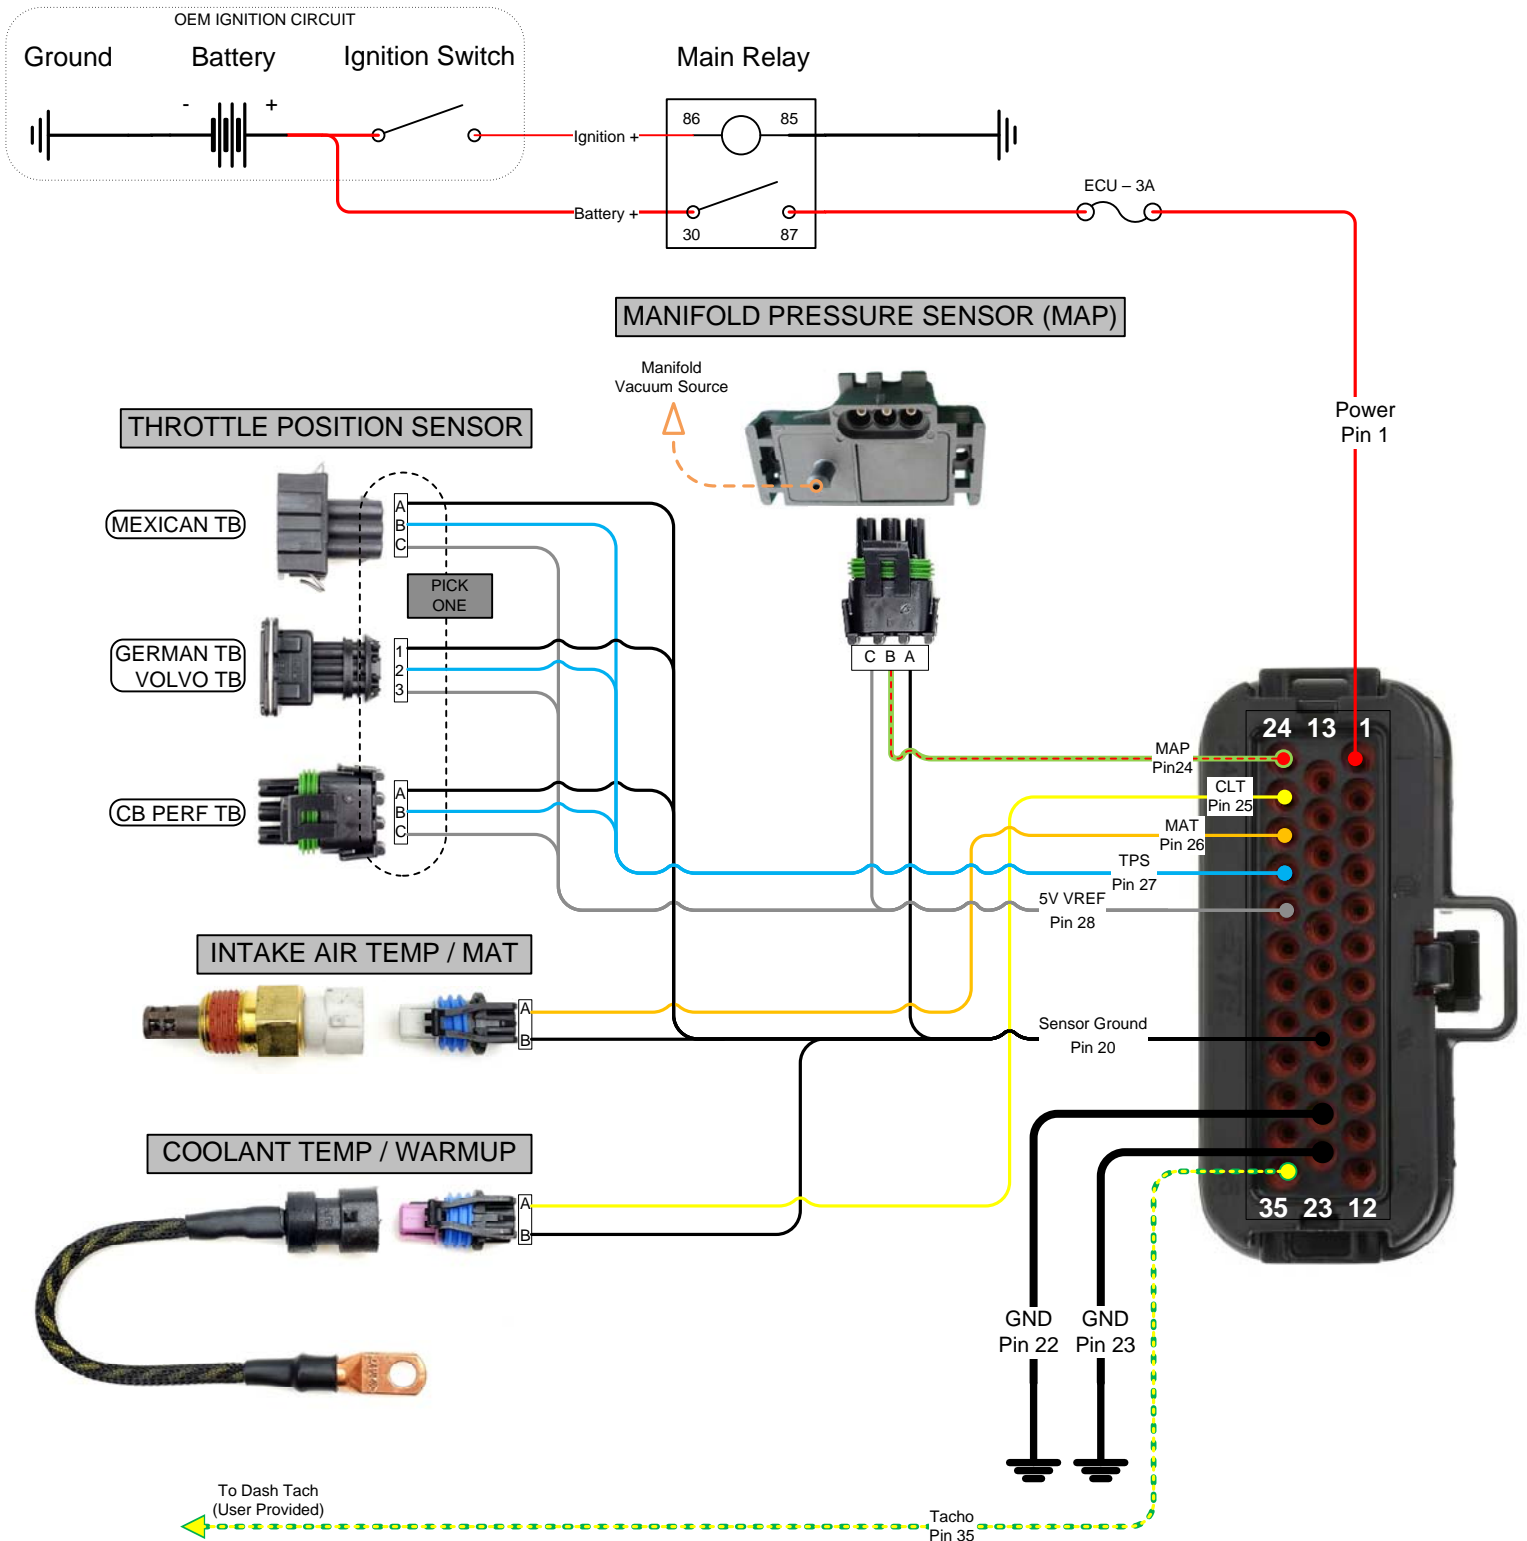 OEM IGNITION CIRCUIT
Ground
Battery
Ignition Switch
Main Relay
-
+
86
85
Ignition +
Battery +
30
87
ECU – 3A
MANIFOLD PRESSURE SENSOR (MAP)
Manifold
Vacuum Source
Power
Pin 1
THROTTLE POSITION SENSOR
MEXICAN TB
A
B
C
PICK
ONE
GERMAN TB
VOLVO TB
1
2
3
C B A
CB PERF TB
A
B
C
24 13 1
MAP
Pin24
CLT
Pin 25
MAT
Pin 26
TPS
Pin 27
5V VREF
Pin 28
INTAKE AIR TEMP / MAT
A
B
Sensor Ground
Pin 20
COOLANT TEMP / WARMUP
A
B
35 23 12
GND
Pin 22
GND
Pin 23
To Dash Tach
(User Provided)
Tacho
Pin 35